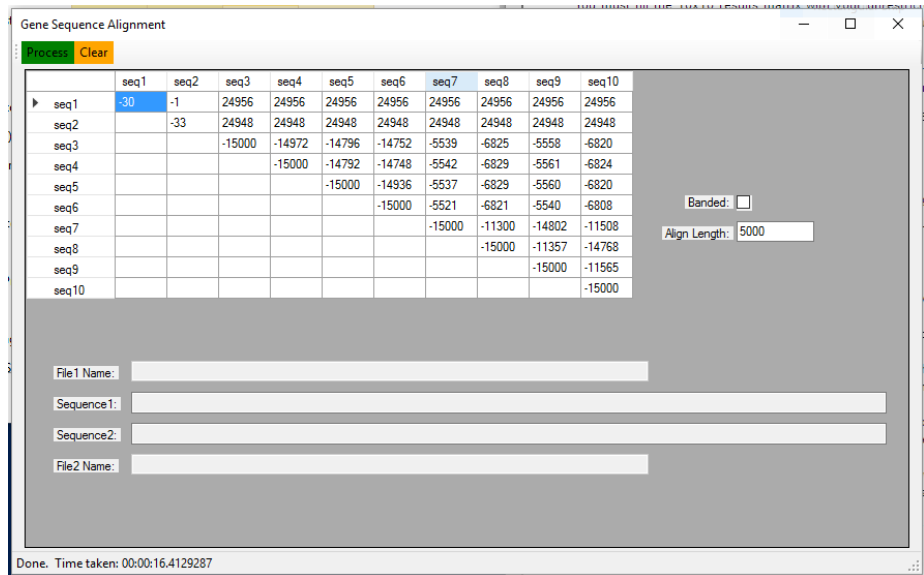 Gene Sequence Alignment
Process Clear
seq1 seq2 seq3 seq4 seq5 seq6 seq7 seq8 seq9 seq10
seq1 -30 -1 24956 24956 24956 24956 24956 24956 24956 24956
seq2 -33 24948 24948 24948 24948 24948 24948 24948 24948
seq3 -15000 -14972 -14796 -14752 -5539 -6825 -5558 -6820
seq4 -15000 -14792 -14748 -5542 -6829 -5561 -6824
seq5 -15000 -14936 -5537 -6829 -5560 -6820
seq6 -15000 -5521 -6821 -5540 -6808
seq7 -15000 -11300 -14802 -11508
seq8 -15000 -11357 -14768
seq9 -15000 -11565
seq10 -15000
Banded:
Align Length: 5000
File1 Name:
Sequence1:
Sequence2:
File2 Name:
Done. Time taken: 00:00:16.4129287